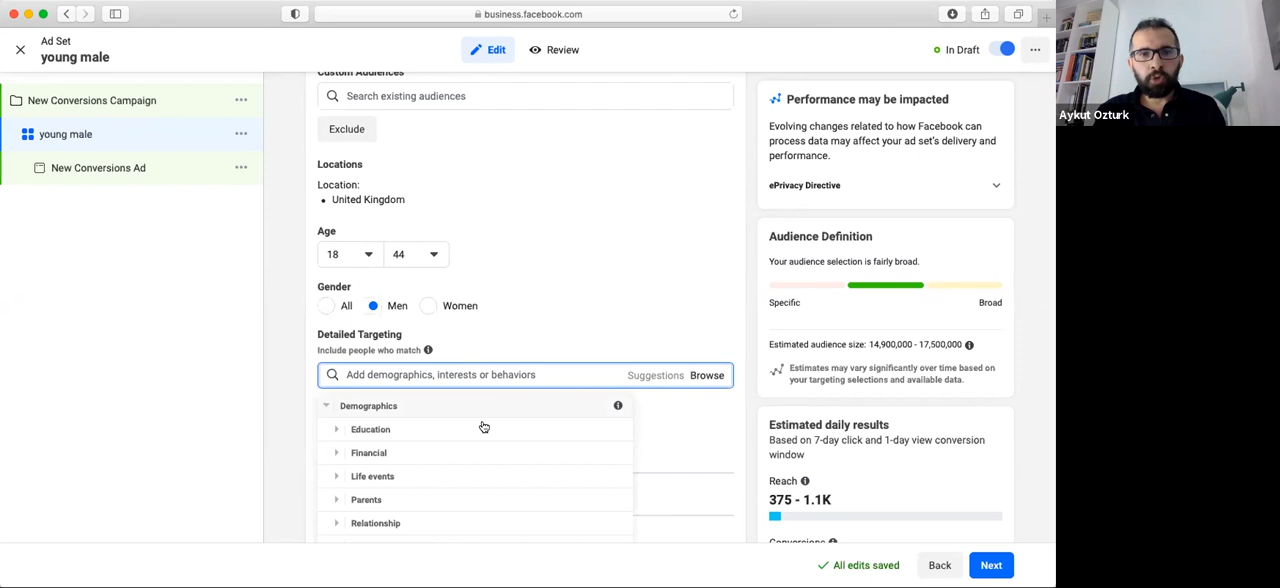 business.facebook.com
Ad Set
young male
Edit
Review
In Draft
New Conversions Campaign
young male
New Conversions Ad
Custom Audiences
Search existing audiences
Exclude
Locations
Location:
• United Kingdom
Age
18
44
Gender
All
Men
Women
Detailed Targeting
Include people who match
Add demographics, interests or behaviors
Suggestions
Browse
Demographics
Education
Financial
Life events
Parents
Relationship
Performance may be impacted
Evolving changes related to how Facebook can
process data may affect your ad set's delivery and
performance.
ePrivacy Directive
Audience Definition
Your audience selection is fairly broad.
Specific
Broad
Estimated audience size: 14,900,000 - 17,500,000
Estimates may vary significantly over time based on
your targeting selections and available data.
Estimated daily results
Based on 7-day click and 1-day view conversion
window
Reach
375 - 1.1K
Conversions
All edits saved
Back
Next
Aykut Ozturk